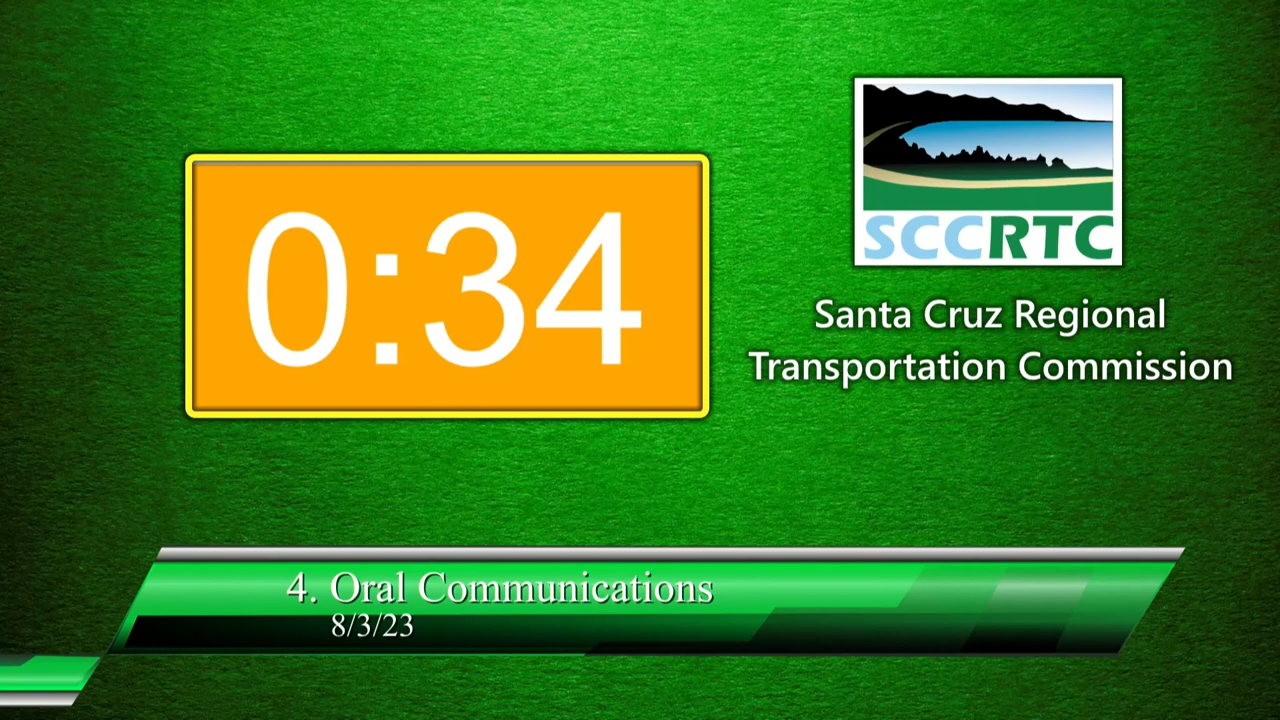 0:34
SCCRTC
Santa Cruz Regional
Transportation Commission
4. Oral Communications
8/3/23